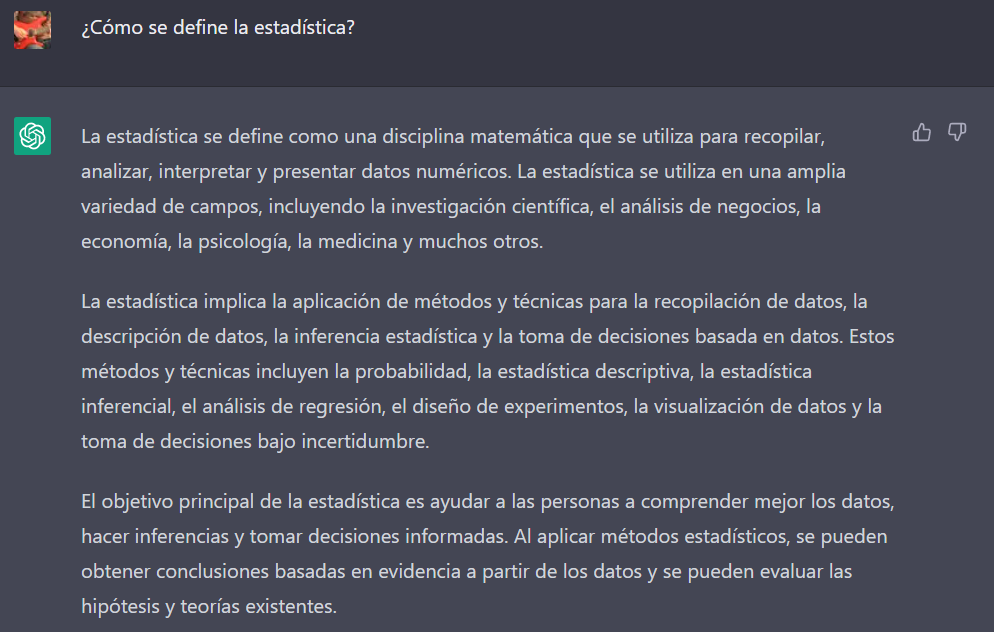 ¿Cómo se define la estadística?
La estadística se define como una disciplina matemática que se utiliza para recopilar,
analizar, interpretar y presentar datos numéricos. La estadística se utiliza en una amplia
variedad de campos, incluyendo la investigación científica, el análisis de negocios, la
economía, la psicología, la medicina y muchos otros.
La estadística implica la aplicación de métodos y técnicas para la recopilación de datos, la
descripción de datos, la inferencia estadística y la toma de decisiones basada en datos. Estos
métodos y técnicas incluyen la probabilidad, la estadística descriptiva, la estadística
inferencial, el análisis de regresión, el diseño de experimentos, la visualización de datos y la
toma de decisiones bajo incertidumbre.
El objetivo principal de la estadística es ayudar a las personas a comprender mejor los datos,
hacer inferencias y tomar decisiones informadas. Al aplicar métodos estadísticos, se pueden
obtener conclusiones basadas en evidencia a partir de los datos y se pueden evaluar las
hipótesis y teorías existentes.